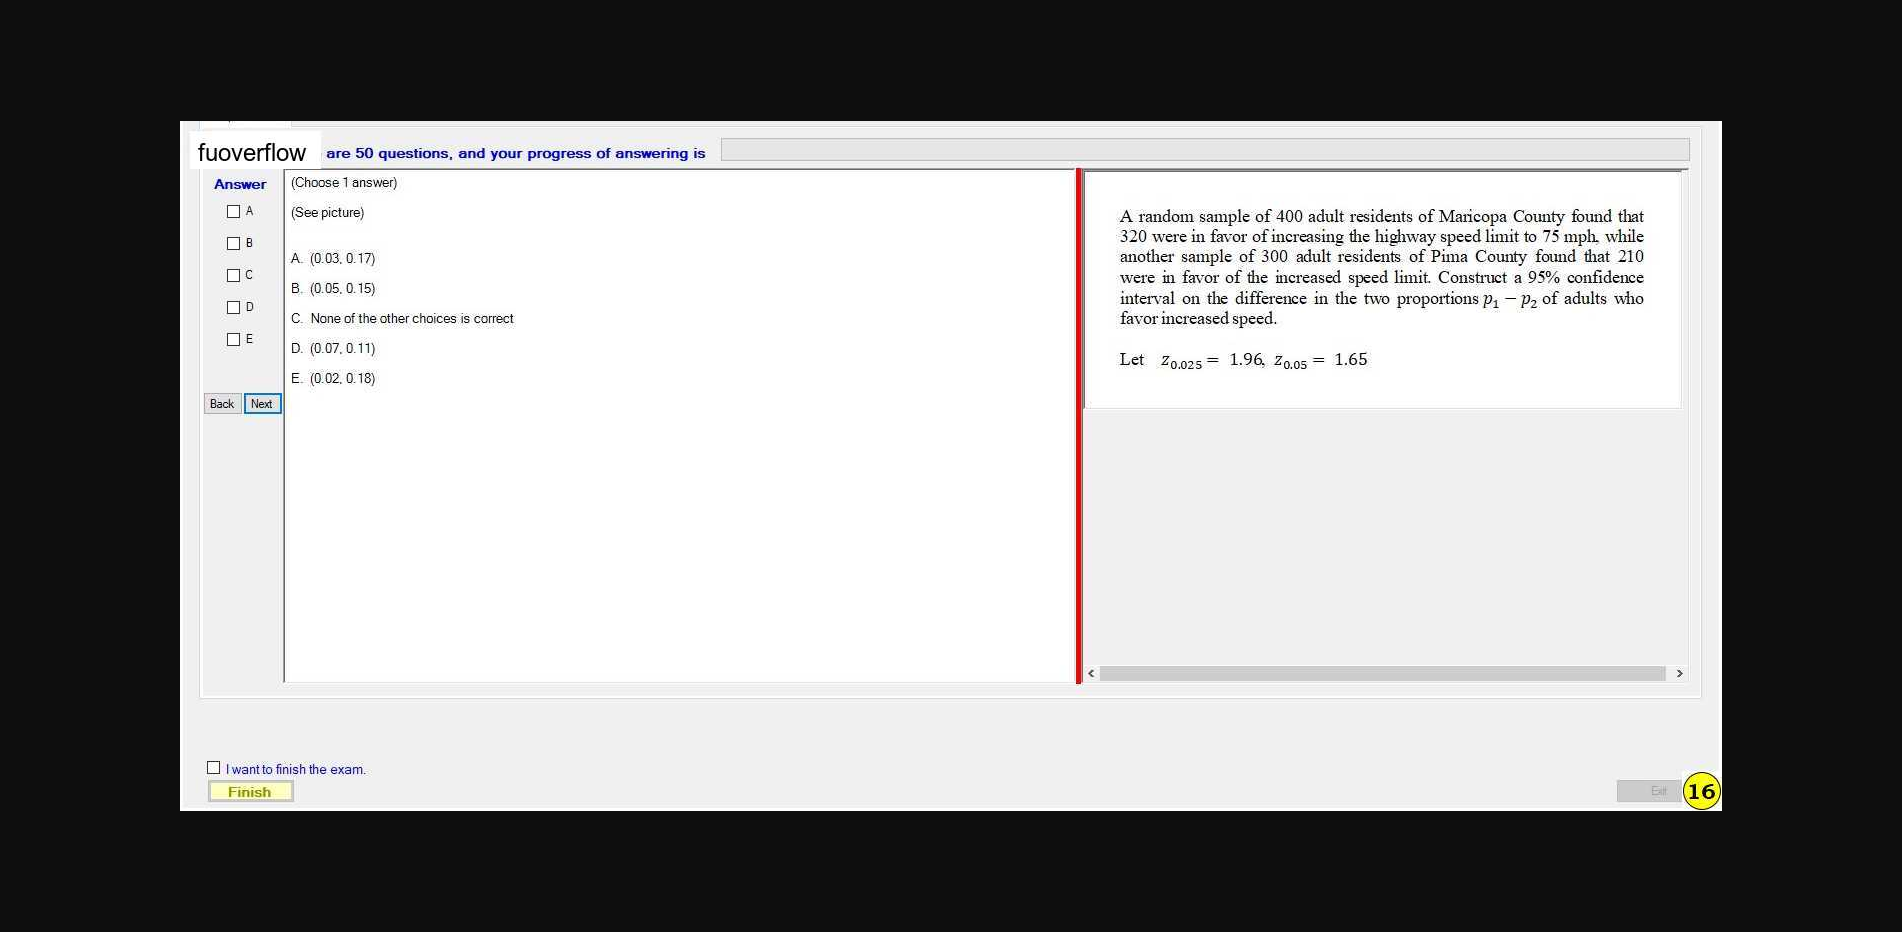 fuoverflow are 50 questions, and your progress of answering is
Answer
A
B
C
D
E
Back Next
(Choose 1 answer)
(See picture)
A. (0.03, 0.17)
B. (0.05, 0.15)
C. None of the other choices is correct
D. (0.07, 0.11)
E. (0.02, 0.18)
A random sample of 400 adult residents of Maricopa County found that
320 were in favor of increasing the highway speed limit to 75 mph, while
another sample of 300 adult residents of Pima County found that 210
were in favor of the increased speed limit. Construct a 95% confidence
interval on the difference in the two proportions p₁ − p₂ of adults who
favor increased speed.
Let z₀.₀₂₅ = 1.96, z₀.₀₅ = 1.65
I want to finish the exam.
Finish
Exit
16